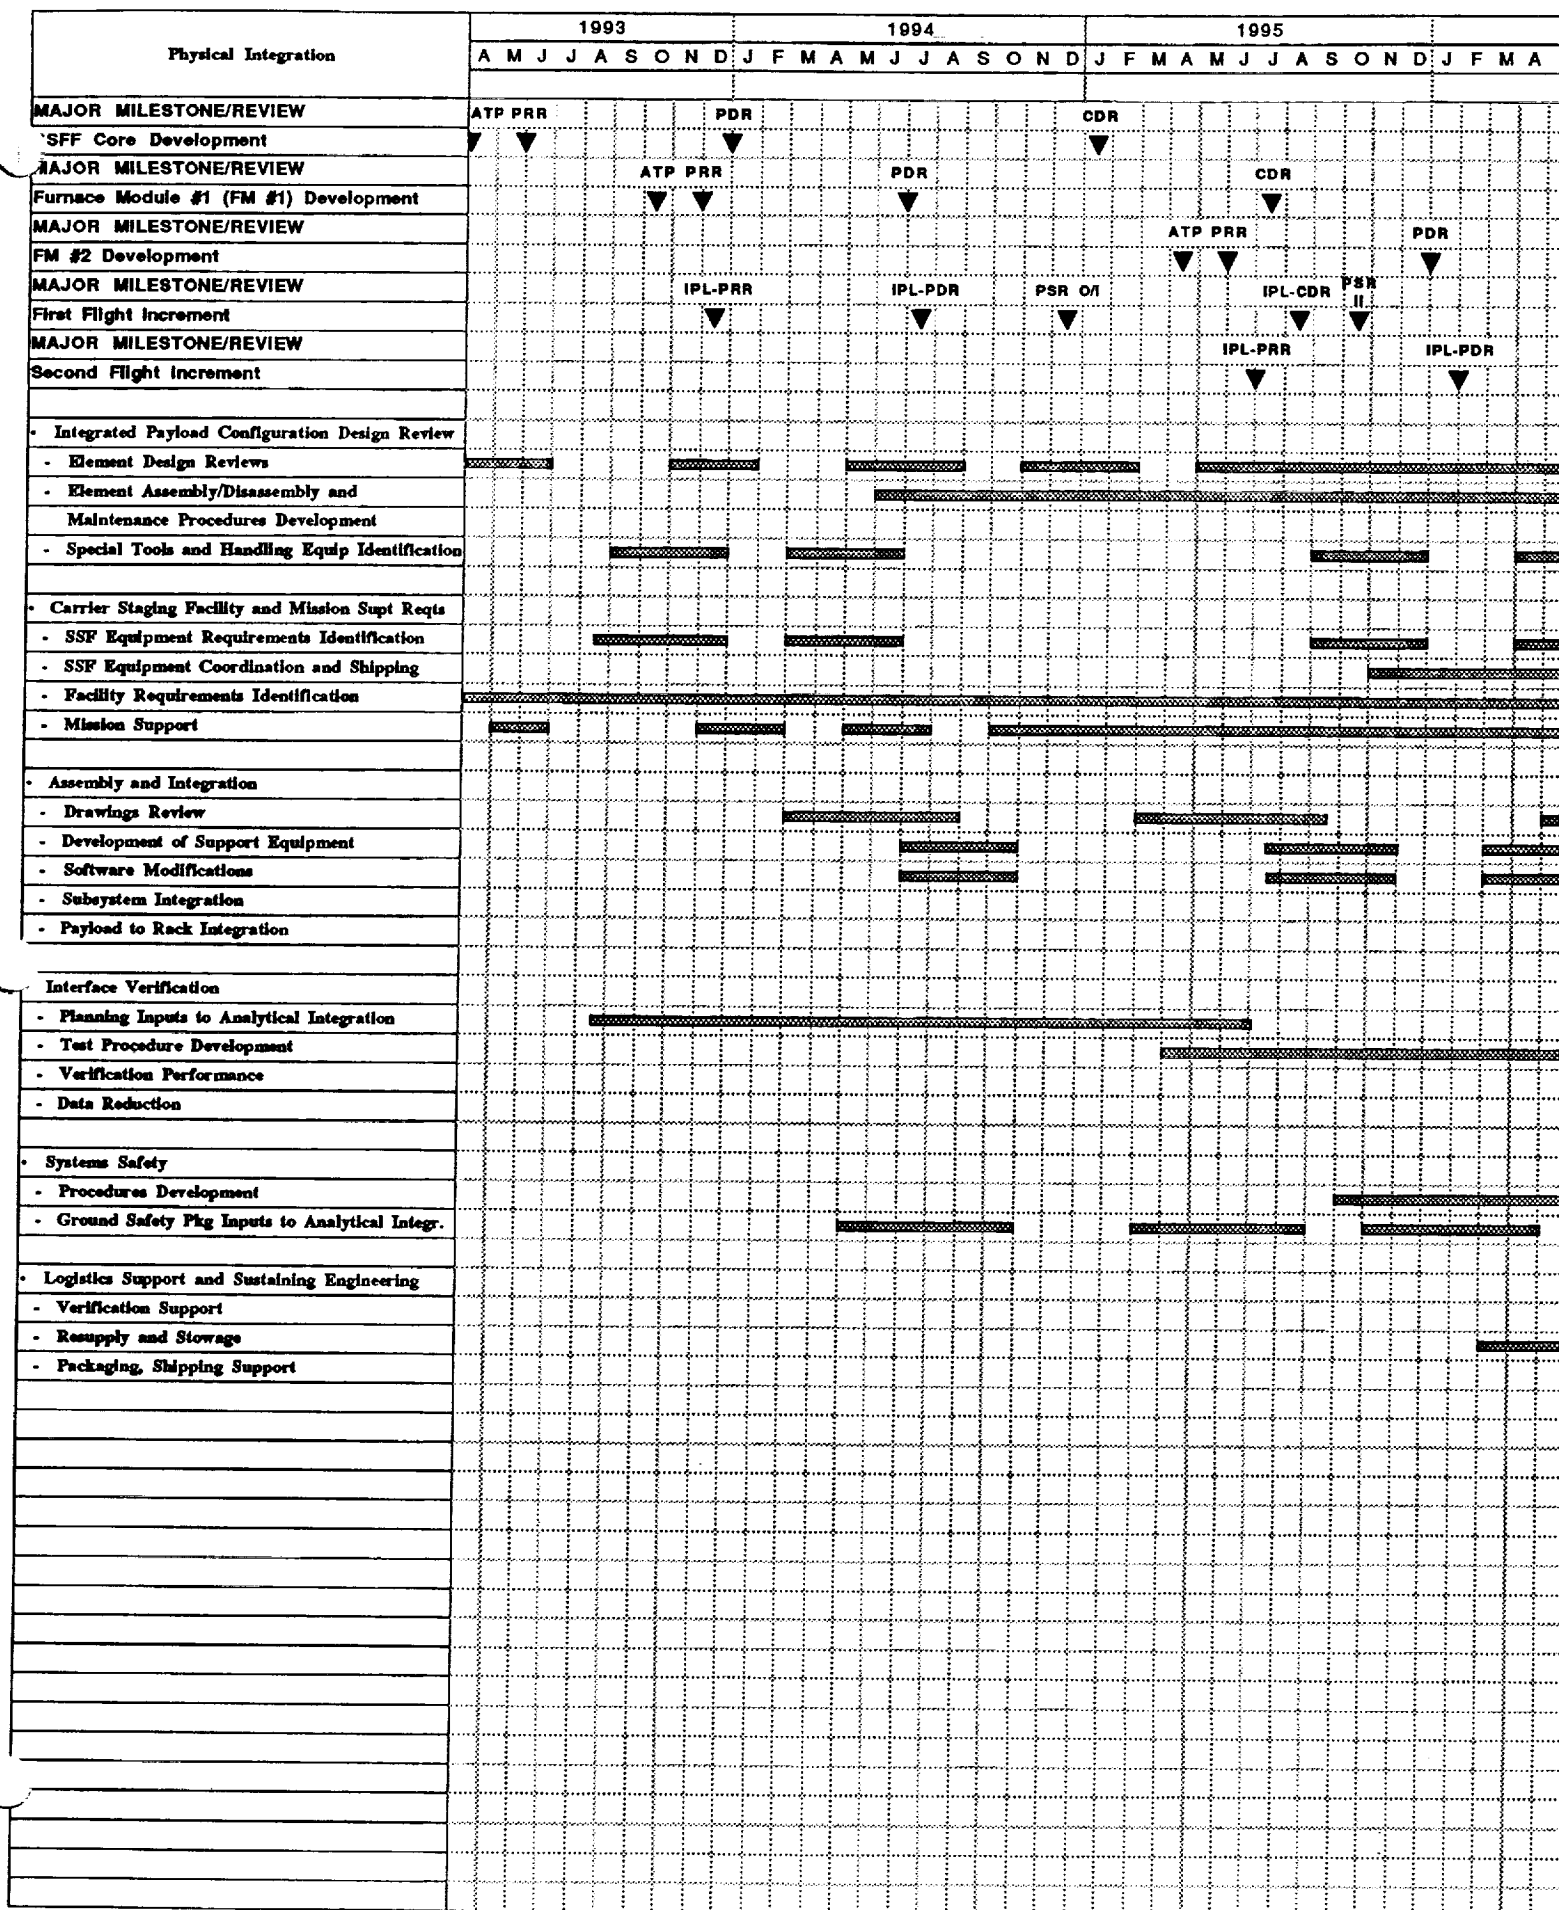 1993 1994 1995
Physical Integration
A M J J A S O N D J F M A M J J A S O N D J F M A M J J A S O N D J F M A
MAJOR MILESTONE/REVIEW ATP PRR PDR CDR
SFF Core Development
MAJOR MILESTONE/REVIEW ATP PRR PDR CDR
Furnace Module #1 (FM #1) Development
MAJOR MILESTONE/REVIEW ATP PRR PDR
FM #2 Development
MAJOR MILESTONE/REVIEW IPL-PRR IPL-PDR PSR O/I IPL-CDR PSR II
First Flight Increment
MAJOR MILESTONE/REVIEW IPL-PRR IPL-PDR
Second Flight Increment
• Integrated Payload Configuration Design Review
- Element Design Reviews
- Element Assembly/Disassembly and
Maintenance Procedures Development
- Special Tools and Handling Equip Identification
• Carrier Staging Facility and Mission Supt Reqts
- SSF Equipment Requirements Identification
- SSF Equipment Coordination and Shipping
- Facility Requirements Identification
- Mission Support
• Assembly and Integration
- Drawings Review
- Development of Support Equipment
- Software Modifications
- Subsystem Integration
- Payload to Rack Integration
Interface Verification
- Planning Inputs to Analytical Integration
- Test Procedure Development
- Verification Performance
- Data Reduction
• Systems Safety
- Procedures Development
- Ground Safety Pkg Inputs to Analytical Integr.
• Logistics Support and Sustaining Engineering
- Verification Support
- Resupply and Stowage
- Packaging, Shipping Support